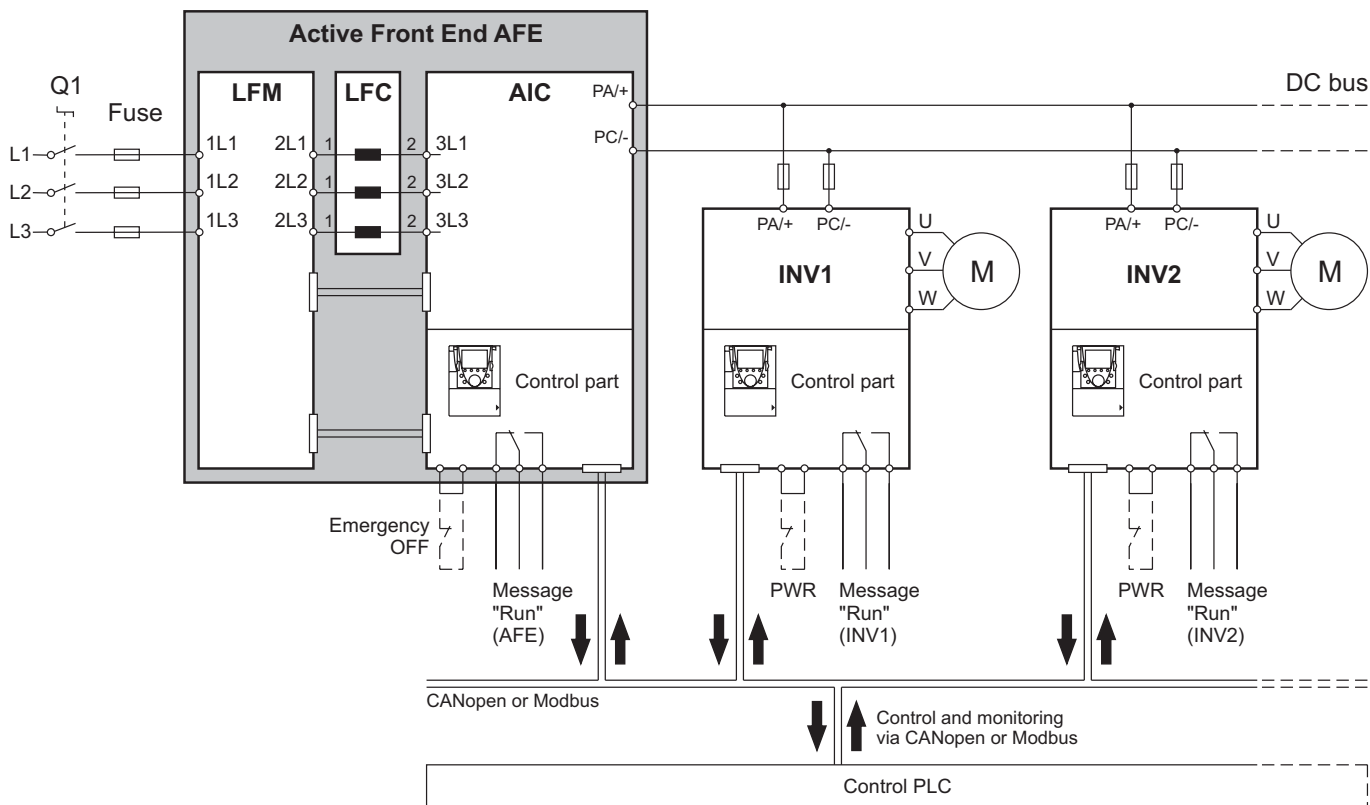 Active Front End AFE
Q1
Fuse
LFM
LFC
AIC
PA/+
PC/-
DC bus
L1
1L1
2L1
1
2
3L1
L2
1L2
2L2
1
2
3L2
L3
1L3
2L3
1
2
3L3
PA/+
PC/-
U
V
W
INV1
M
PA/+
PC/-
U
V
W
INV2
M
Control part
Control part
Control part
Emergency
OFF
Message
"Run"
(AFE)
PWR
Message
"Run"
(INV1)
PWR
Message
"Run"
(INV2)
CANopen or Modbus
Control and monitoring
via CANopen or Modbus
Control PLC